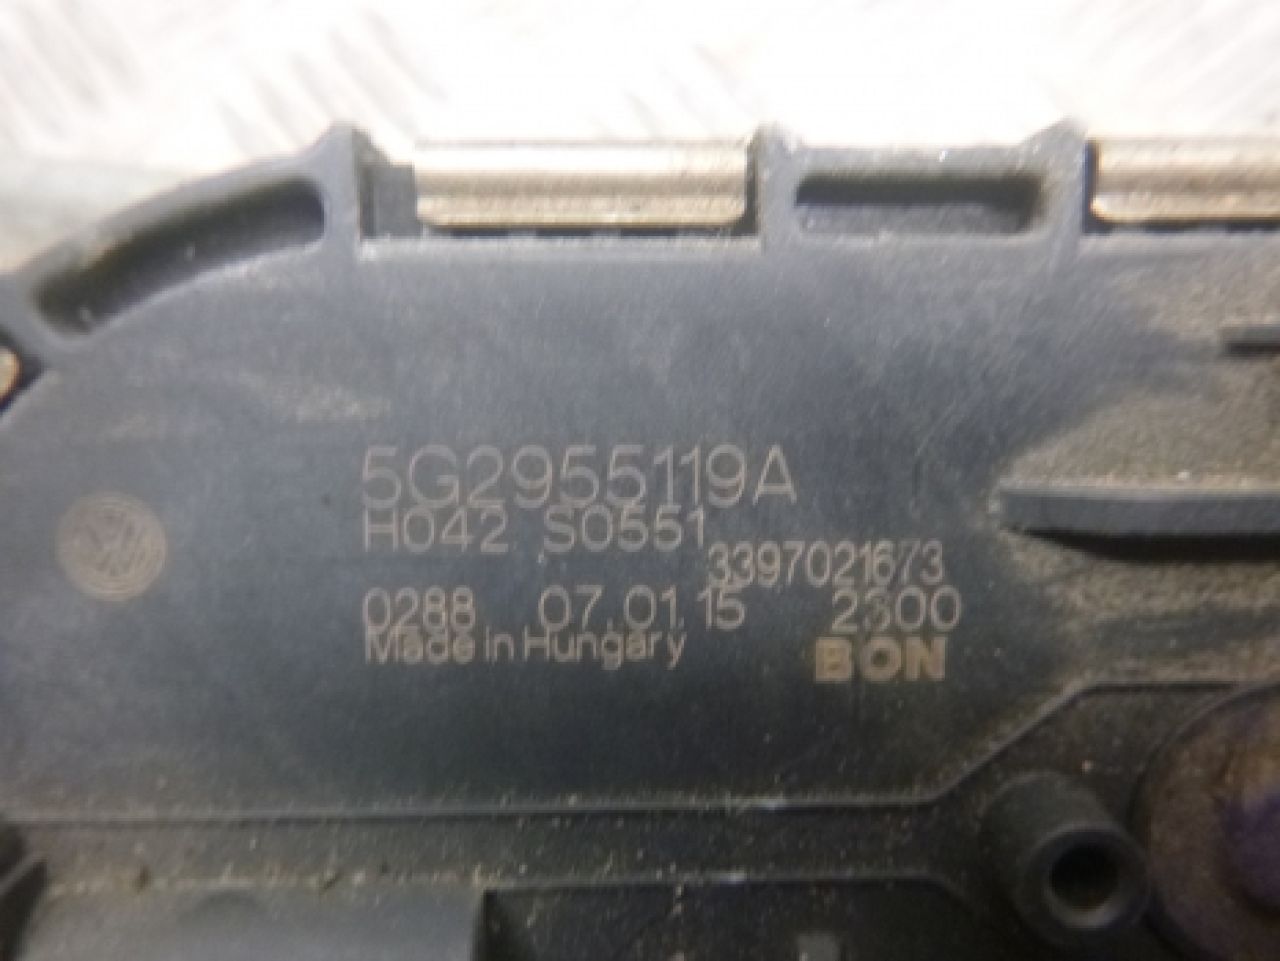 5G2955119A
H042 S0551
3397021673
0288 07.01.15 2300
Made in Hungary
BON